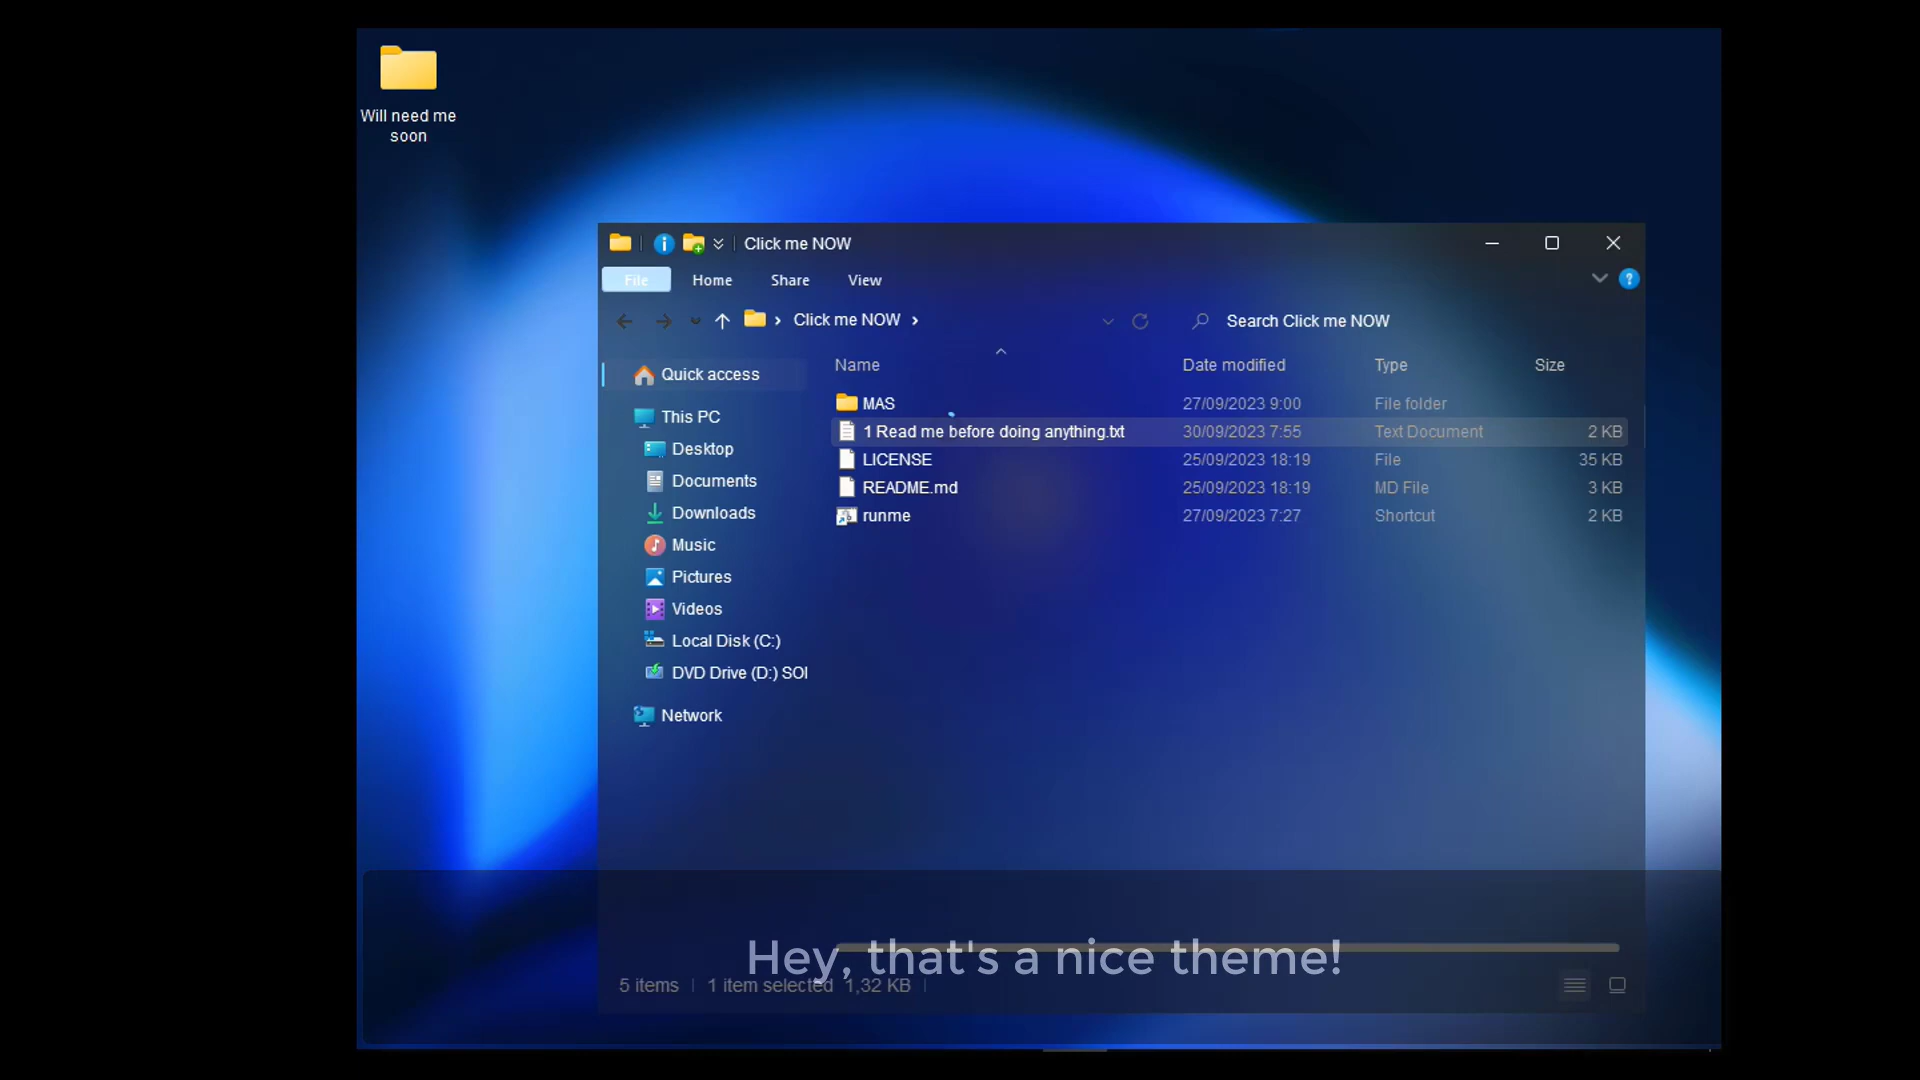 Will need me
soon
Click me NOW
File Home Share View
Click me NOW
Search Click me NOW
Name Date modified Type Size
Quick access
This PC
Desktop
Documents
Downloads
Music
Pictures
Videos
Local Disk (C:)
DVD Drive (D:) SOI
Network
MAS 27/09/2023 9:00 File folder
1 Read me before doing anything.txt 30/09/2023 7:55 Text Document 2 KB
LICENSE 25/09/2023 18:19 File 35 KB
README.md 25/09/2023 18:19 MD File 3 KB
runme 27/09/2023 7:27 Shortcut 2 KB
Hey, that's a nice theme!
5 items 1 item selected 1,32 KB